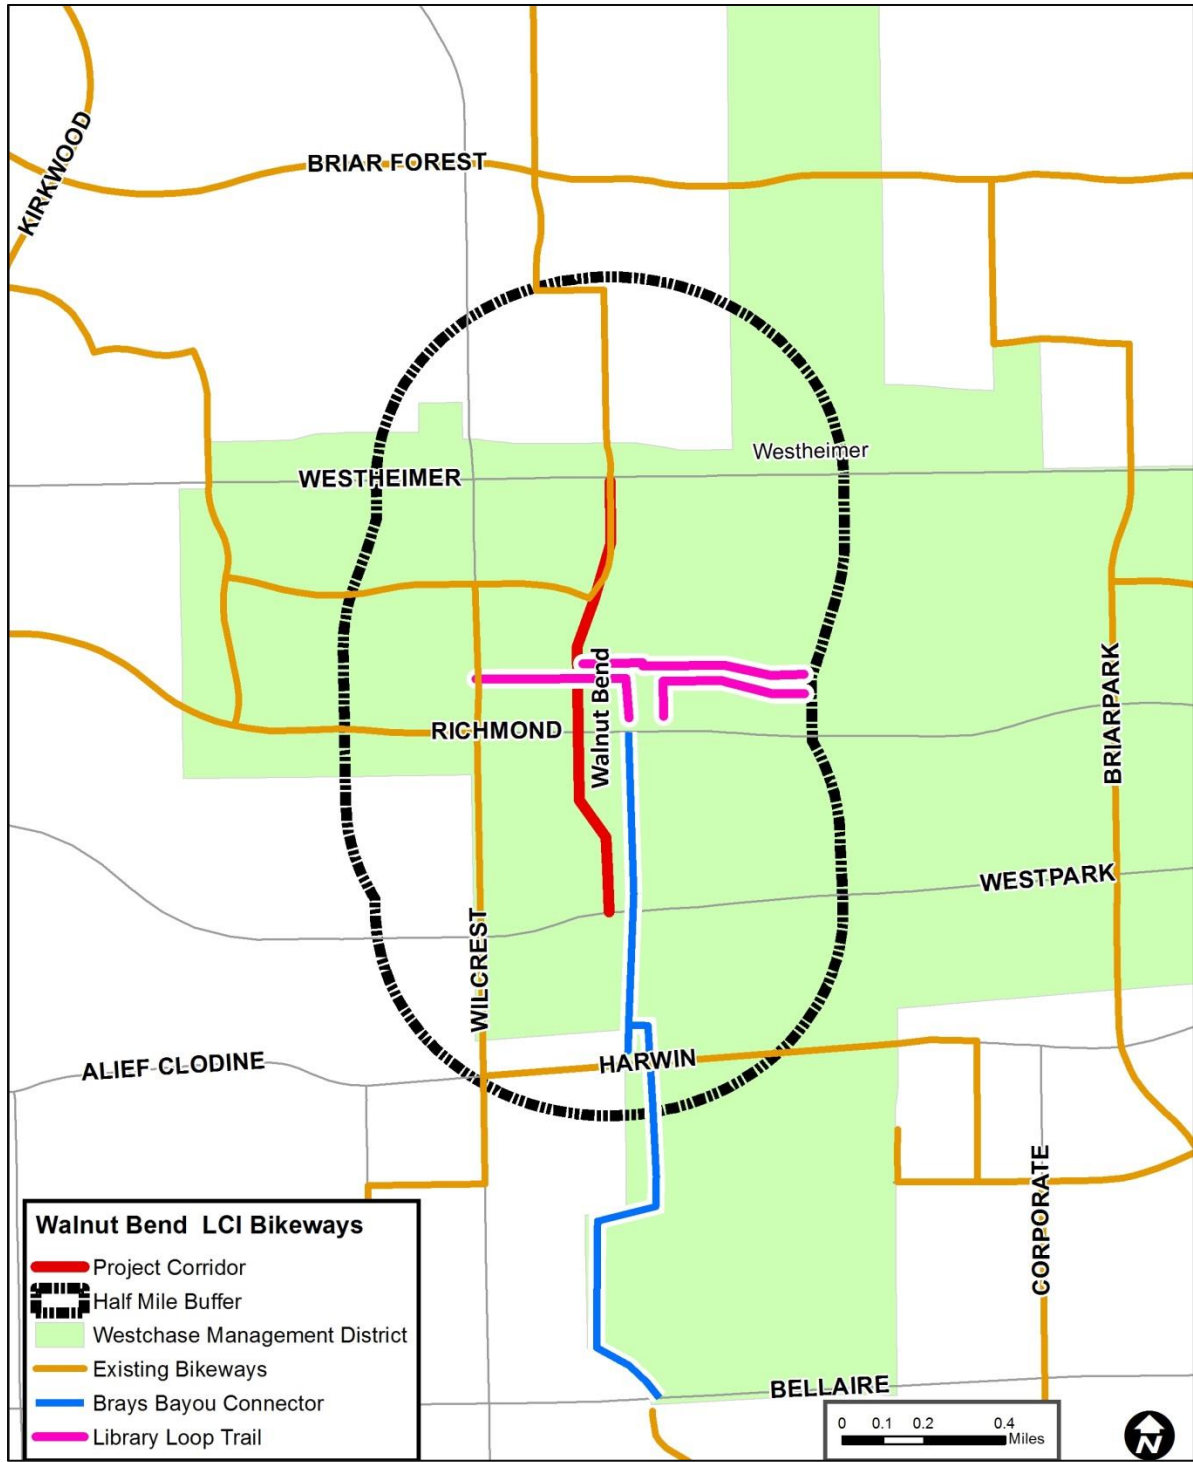 KIRKWOOD
BRIAR FOREST
Westheimer
WESTHEIMER
Walnut Bend
RICHMOND
BRIARPARK
WESTPARK
WILCREST
ALIEF CLODINE
HARWIN
CORPORATE
BELLAIRE
Walnut Bend LCI Bikeways
Project Corridor
Half Mile Buffer
Westchase Management District
Existing Bikeways
Brays Bayou Connector
Library Loop Trail
0 0.1 0.2 0.4
Miles
N